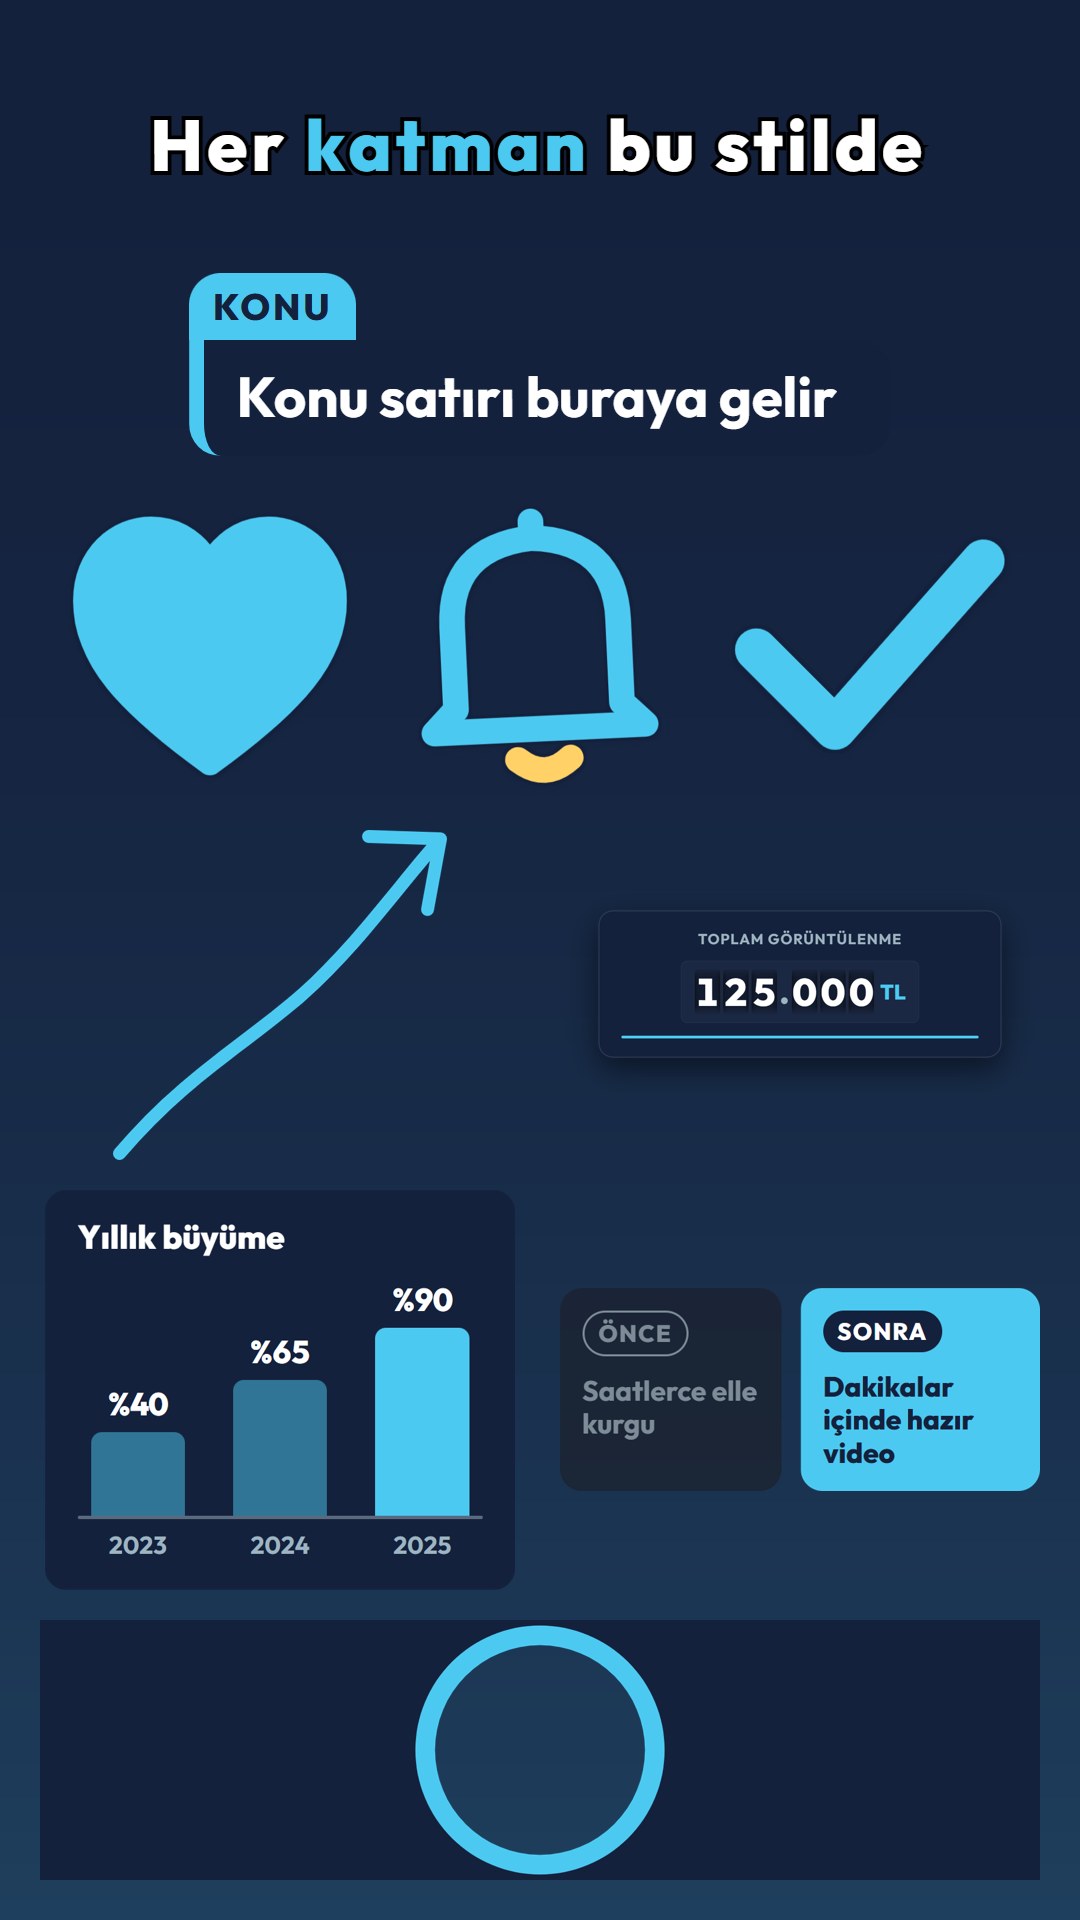 Her katman bu stilde
KONU
Konu satırı buraya gelir
TOPLAM GÖRÜNTÜLENME
125.000 TL
Yıllık büyüme
%40
%65
%90
2023
2024
2025
ÖNCE
Saatlerce elle
kurgu
SONRA
Dakikalar
içinde hazır
video